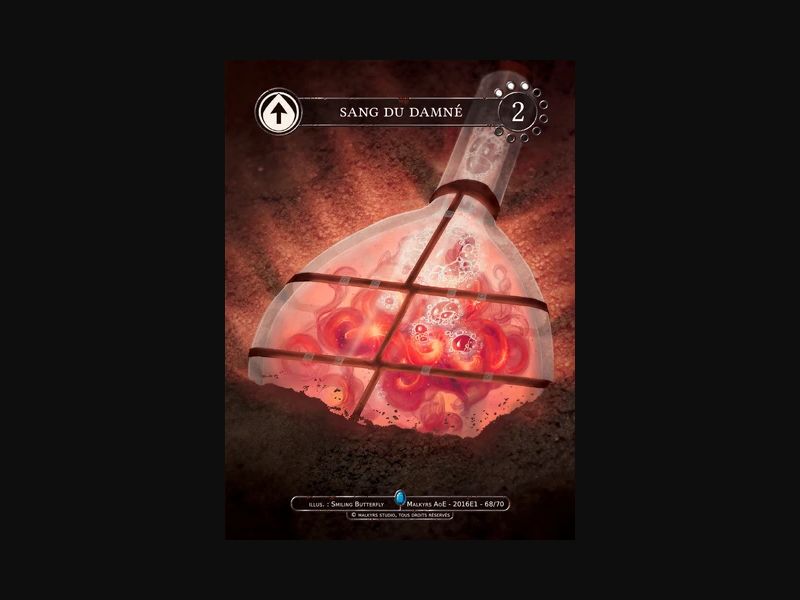 SANG DU DAMNÉ
2
ILLUS. : SMILING BUTTERFLY MALKYRS AOE - 2016E1 - 68/70
© MALKYRS STUDIO, TOUS DROITS RÉSERVÉS